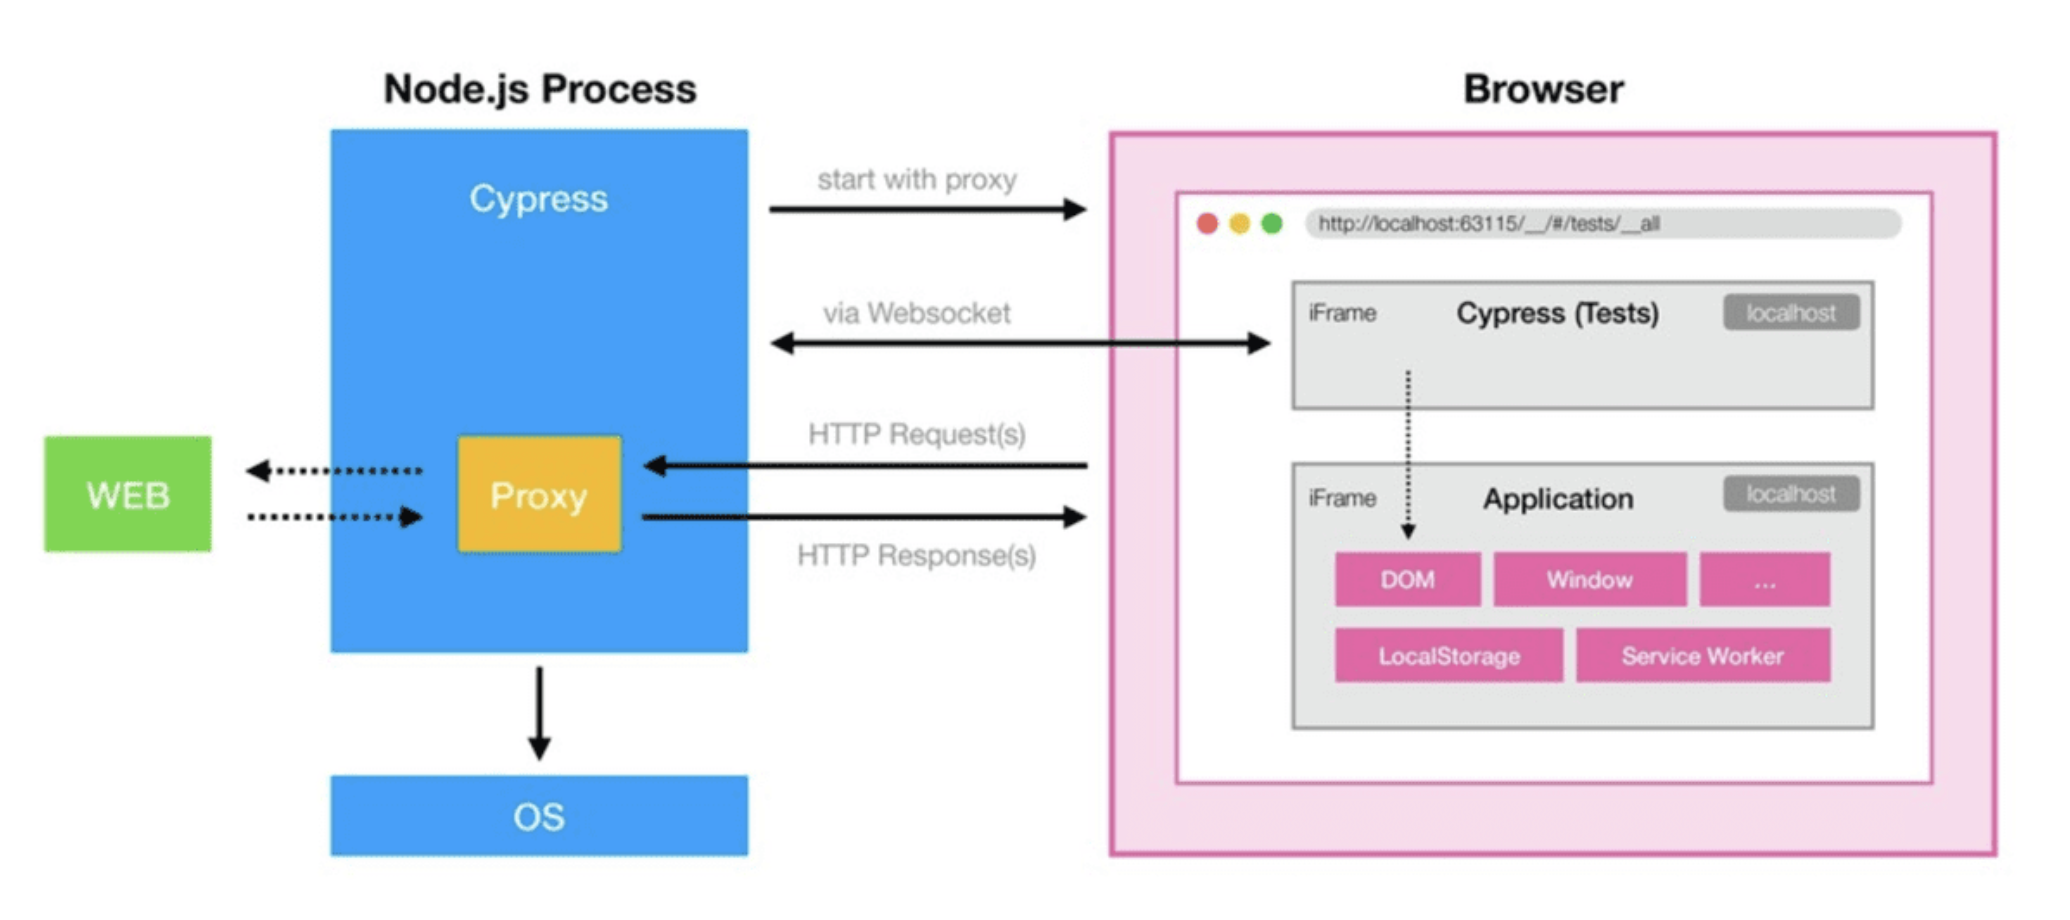 Node.js Process
Browser
Cypress
start with proxy
http://localhost:63115/__/#/tests/__all
via Websocket
iFrame
Cypress (Tests)
localhost
HTTP Request(s)
WEB
Proxy
HTTP Response(s)
iFrame
Application
localhost
DOM
Window
...
LocalStorage
Service Worker
OS